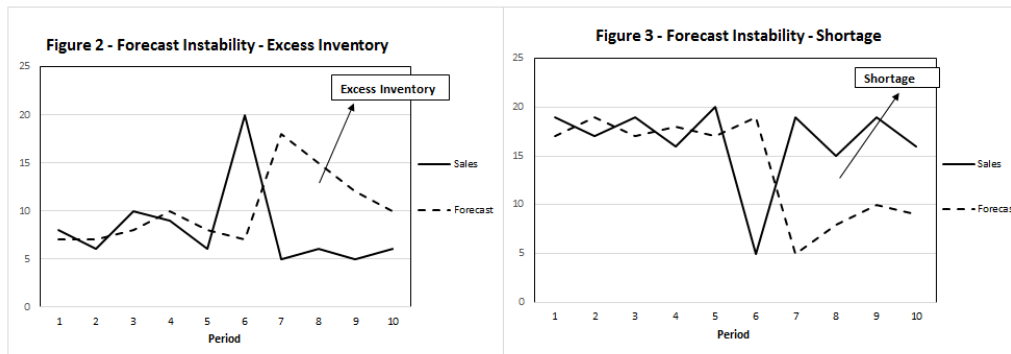 Figure 2 - Forecast Instability - Excess Inventory
25
20
15
10
5
0
1 2 3 4 5 6 7 8 9 10
Period
Excess Inventory
Sales
Forecast
Figure 3 - Forecast Instability - Shortage
25
20
15
10
5
0
1 2 3 4 5 6 7 8 9 10
Period
Shortage
Sales
Forecas